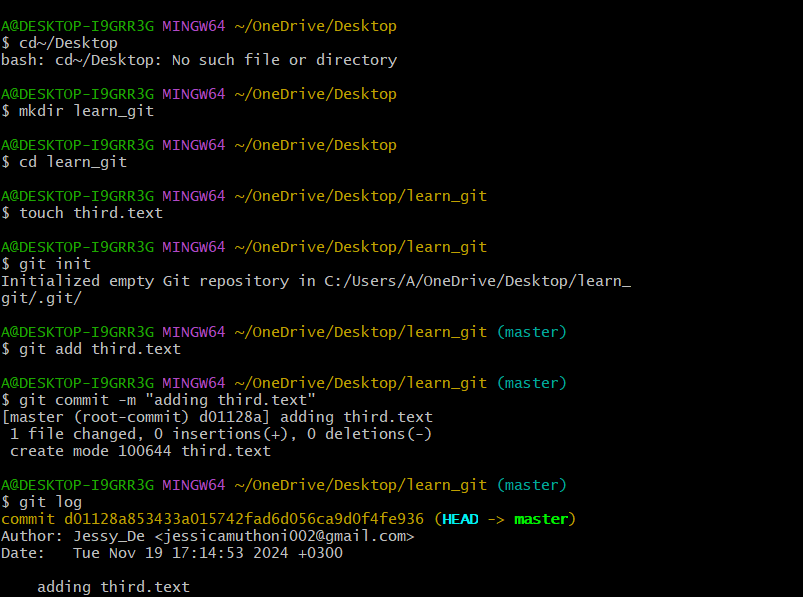 A@DESKTOP-I9GRR3G MINGW64 ~/OneDrive/Desktop
$ cd~/Desktop
bash: cd~/Desktop: No such file or directory
A@DESKTOP-I9GRR3G MINGW64 ~/OneDrive/Desktop
$ mkdir learn_git
A@DESKTOP-I9GRR3G MINGW64 ~/OneDrive/Desktop
$ cd learn_git
A@DESKTOP-I9GRR3G MINGW64 ~/OneDrive/Desktop/learn_git
$ touch third.text
A@DESKTOP-I9GRR3G MINGW64 ~/OneDrive/Desktop/learn_git
$ git init
Initialized empty Git repository in C:/Users/A/OneDrive/Desktop/learn_
git/.git/
A@DESKTOP-I9GRR3G MINGW64 ~/OneDrive/Desktop/learn_git (master)
$ git add third.text
A@DESKTOP-I9GRR3G MINGW64 ~/OneDrive/Desktop/learn_git (master)
$ git commit -m "adding third.text"
[master (root-commit) d01128a] adding third.text
 1 file changed, 0 insertions(+), 0 deletions(-)
 create mode 100644 third.text
A@DESKTOP-I9GRR3G MINGW64 ~/OneDrive/Desktop/learn_git (master)
$ git log
commit d01128a853433a015742fad6d056ca9d0f4fe936 (HEAD -> master)
Author: Jessy_De <jessicamuthoni002@gmail.com>
Date:   Tue Nov 19 17:14:53 2024 +0300
    adding third.text